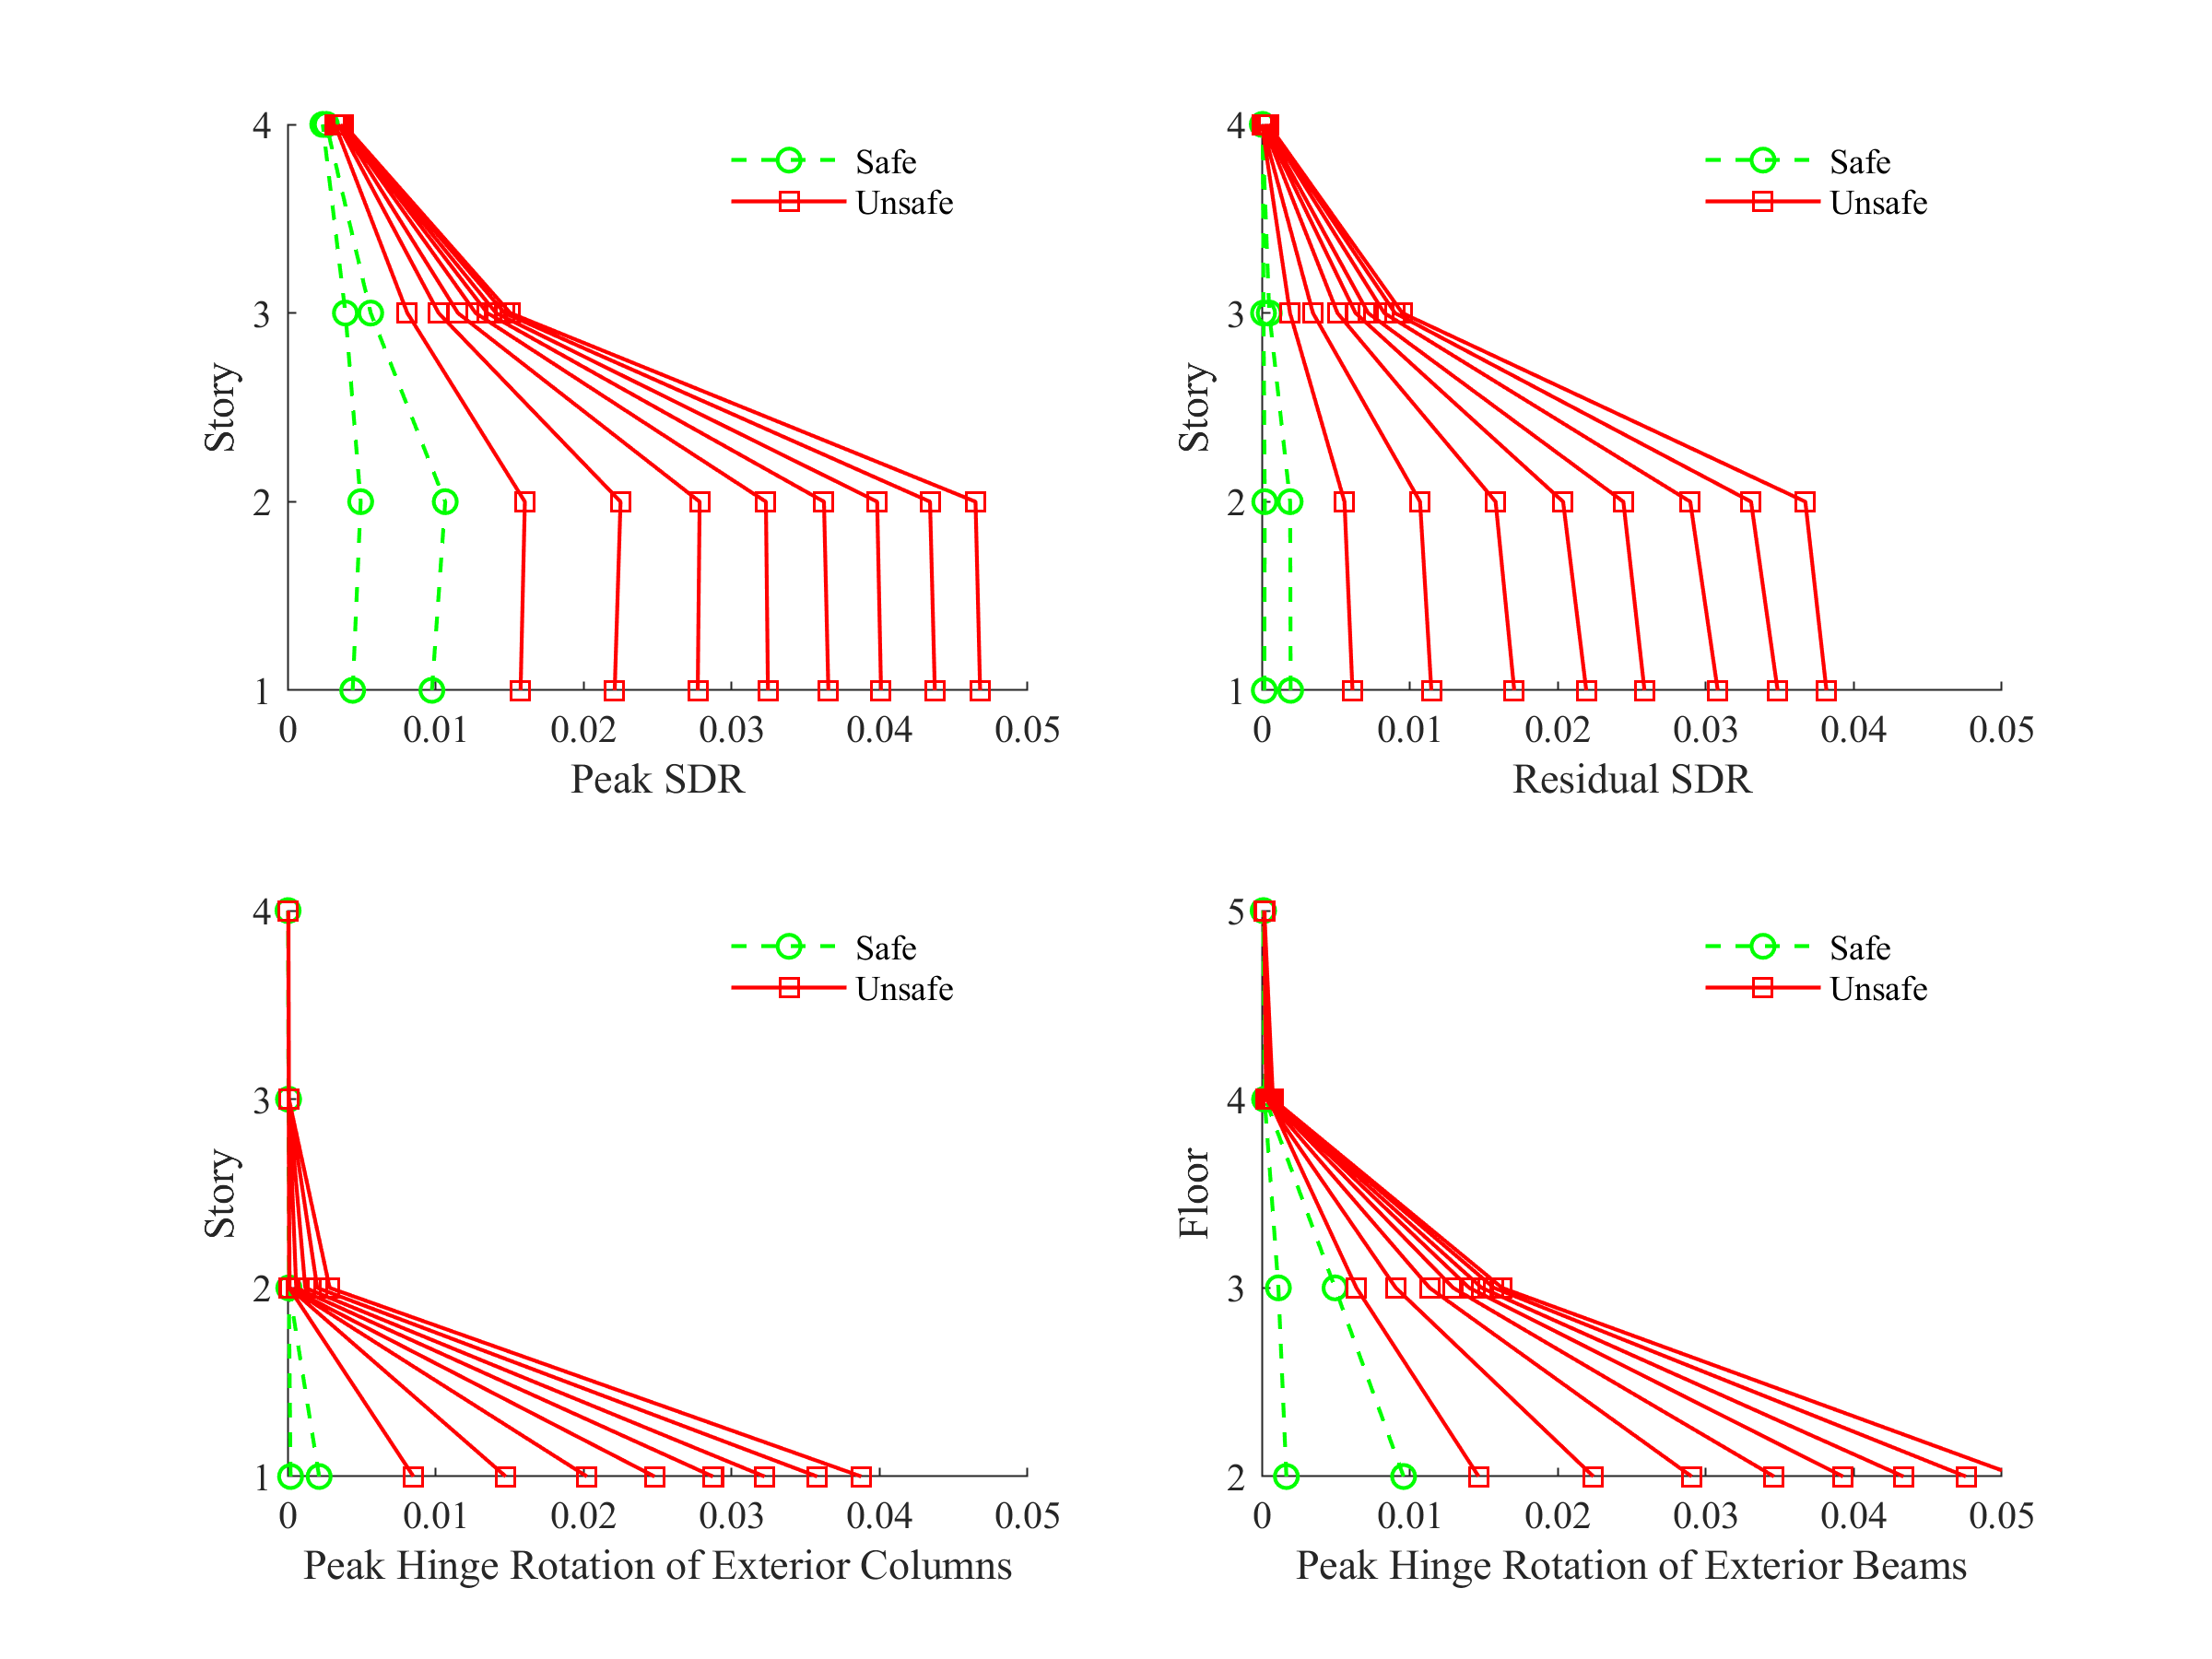 4
3
2
1
Story
0 0.01 0.02 0.03 0.04 0.05
Peak SDR
Safe
Unsafe
4
3
2
1
Story
0 0.01 0.02 0.03 0.04 0.05
Residual SDR
Safe
Unsafe
4
3
2
1
Story
0 0.01 0.02 0.03 0.04 0.05
Peak Hinge Rotation of Exterior Columns
Safe
Unsafe
5
4
3
2
Floor
0 0.01 0.02 0.03 0.04 0.05
Peak Hinge Rotation of Exterior Beams
Safe
Unsafe